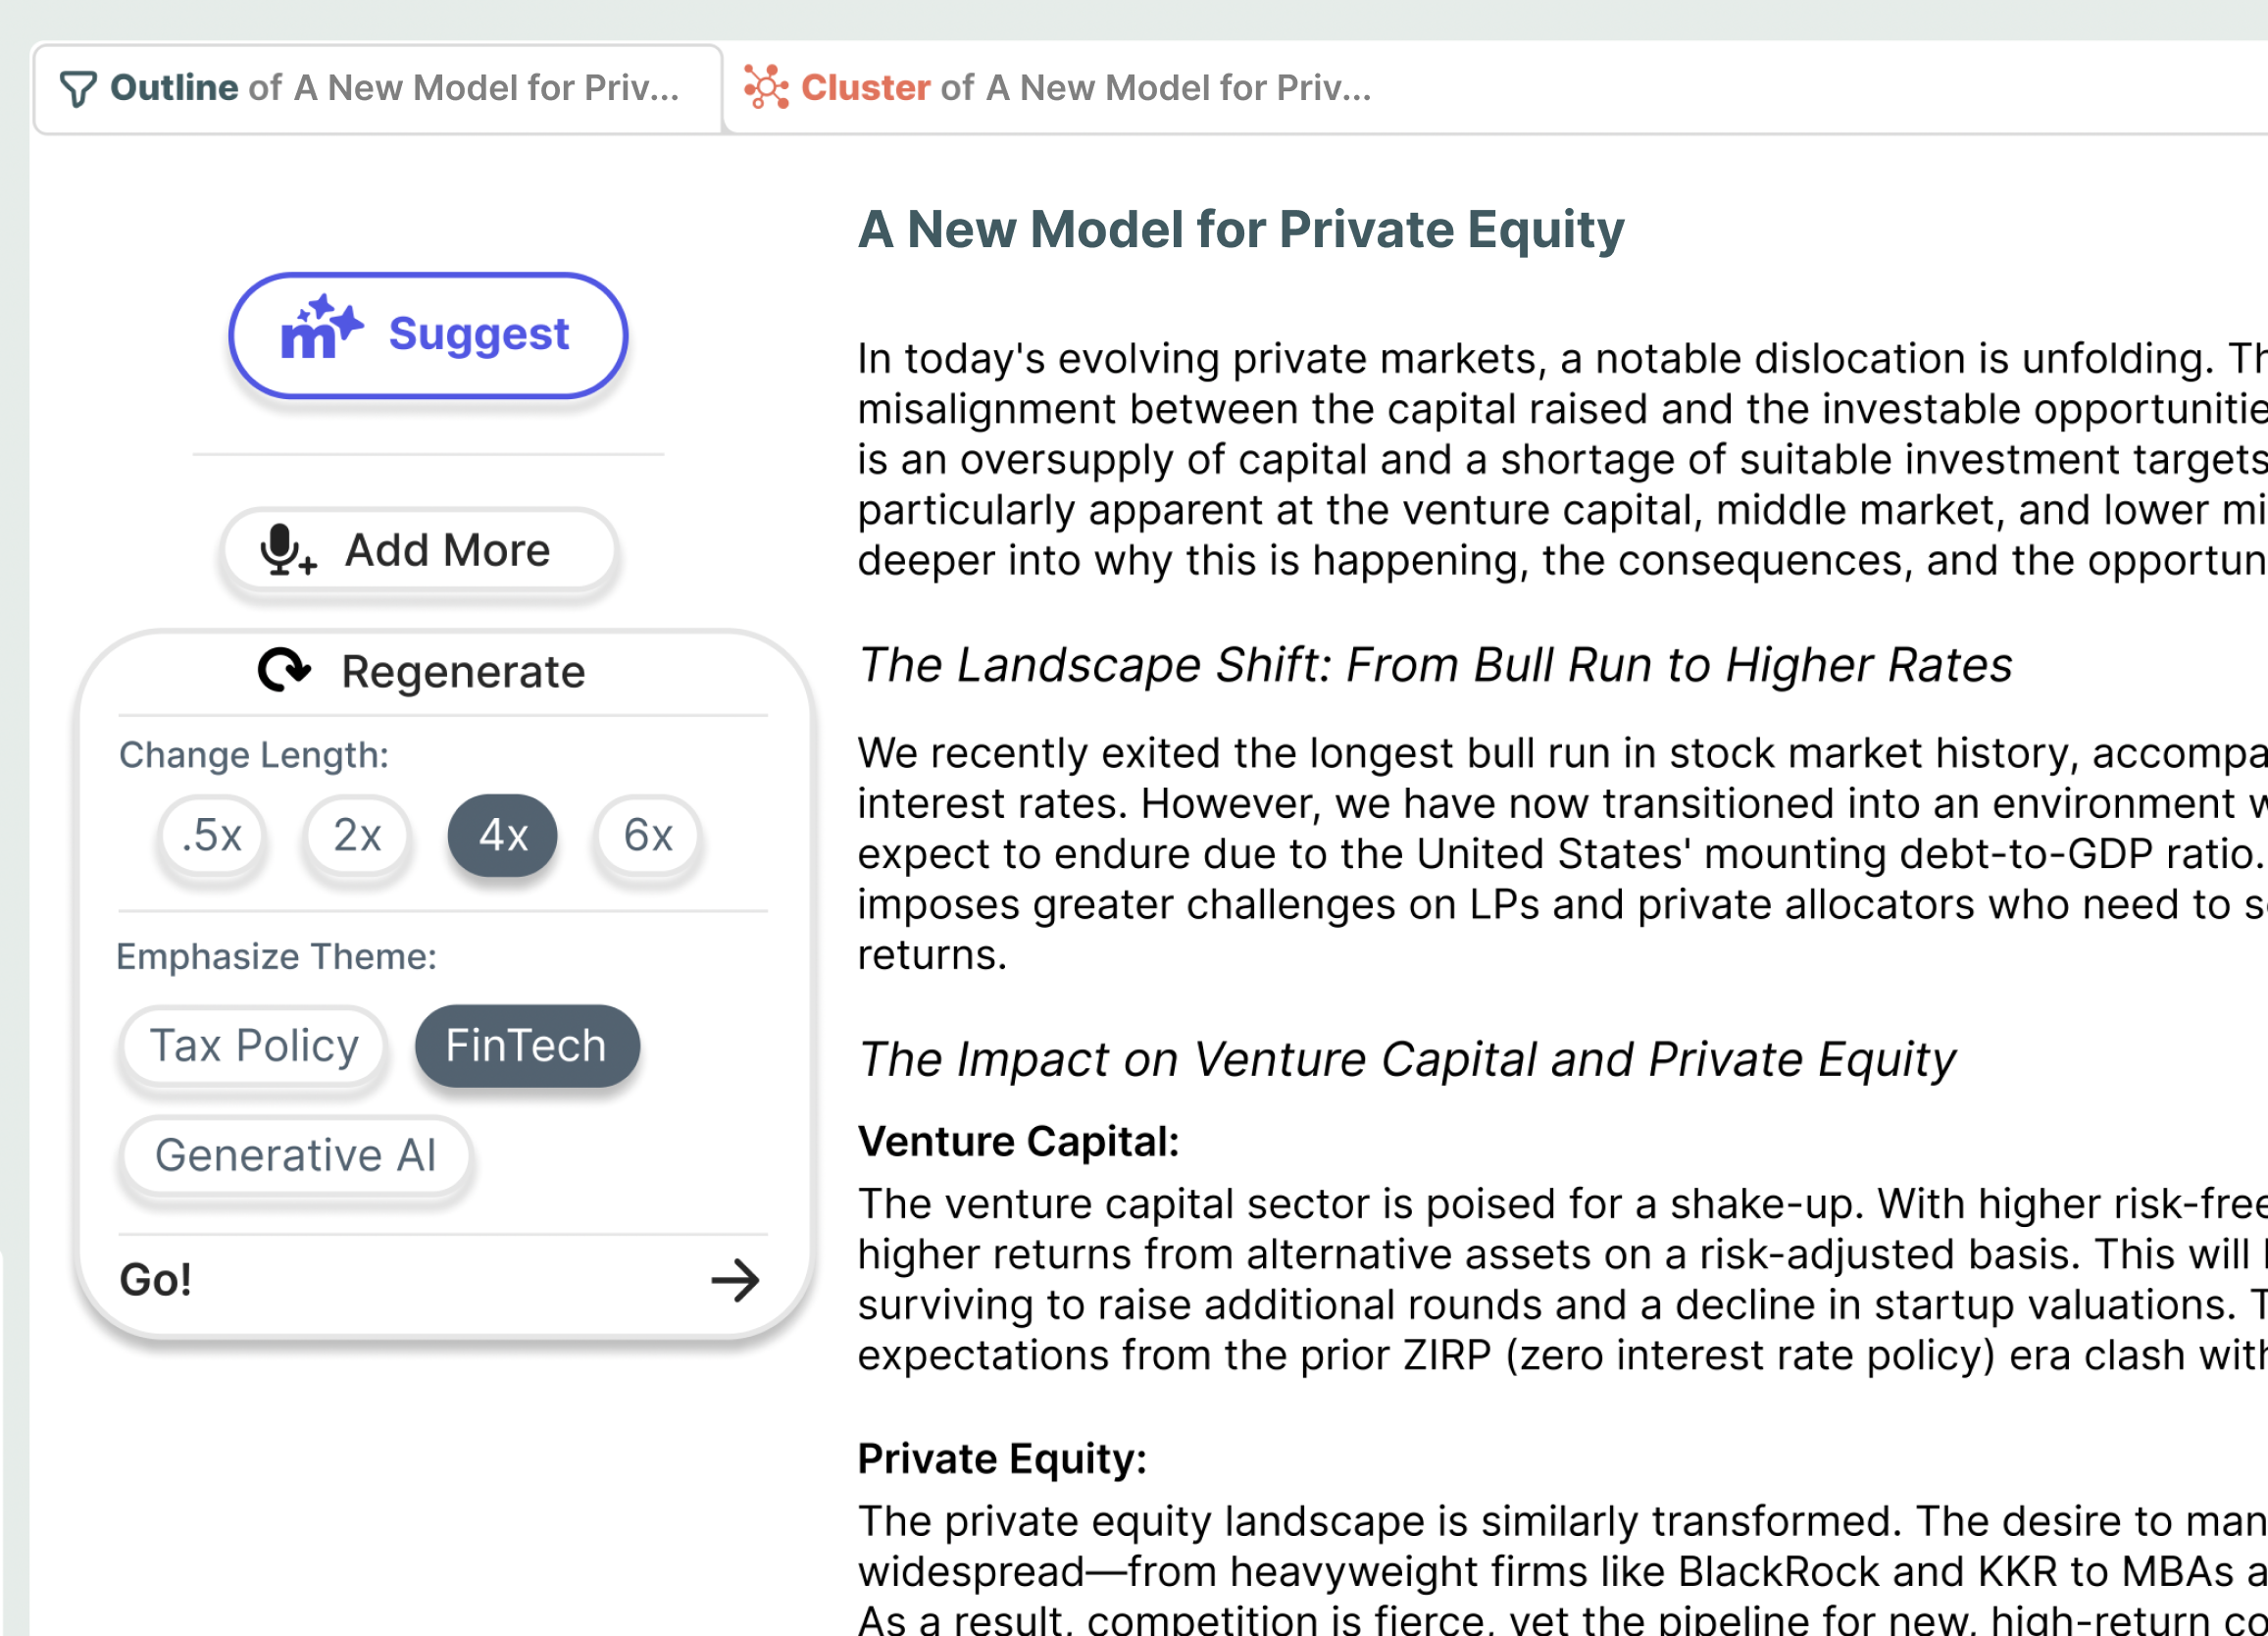 Outline of A New Model for Priv...
Cluster of A New Model for Priv...
m Suggest
Add More
Regenerate
Change Length:
.5x 2x 4x 6x
Emphasize Theme:
Tax Policy FinTech
Generative AI
Go!
A New Model for Private Equity
In today's evolving private markets, a notable dislocation is unfolding.
misalignment between the capital raised and the investable
is an oversupply of capital and a shortage of suitable investment targets
particularly apparent at the venture capital, middle market, and lower
deeper into why this is happening, the consequences, and the
The Landscape Shift: From Bull Run to Higher Rates
We recently exited the longest bull run in stock market history,
interest rates. However, we have now transitioned into an environment
expect to endure due to the United States' mounting debt-to-GDP ratio.
imposes greater challenges on LPs and private allocators who need to
returns.
The Impact on Venture Capital and Private Equity
Venture Capital:
The venture capital sector is poised for a shake-up. With higher risk-free
higher returns from alternative assets on a risk-adjusted basis. This will
surviving to raise additional rounds and a decline in startup valuations.
expectations from the prior ZIRP (zero interest rate policy) era clash with
Private Equity:
The private equity landscape is similarly transformed. The desire to
widespread—from heavyweight firms like BlackRock and KKR to MBAs
As a result, competition is fierce, yet the pipeline for new, high-return